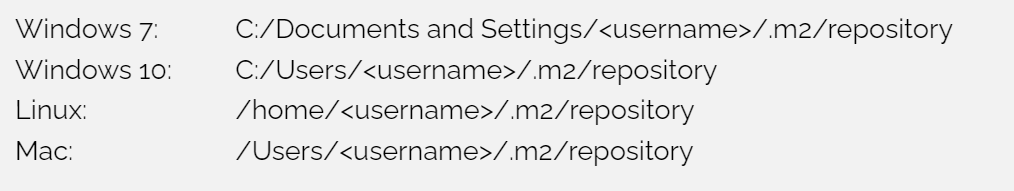 Windows 7: C:/Documents and Settings/<username>/.m2/repository
Windows 10: C:/Users/<username>/.m2/repository
Linux: /home/<username>/.m2/repository
Mac: /Users/<username>/.m2/repository